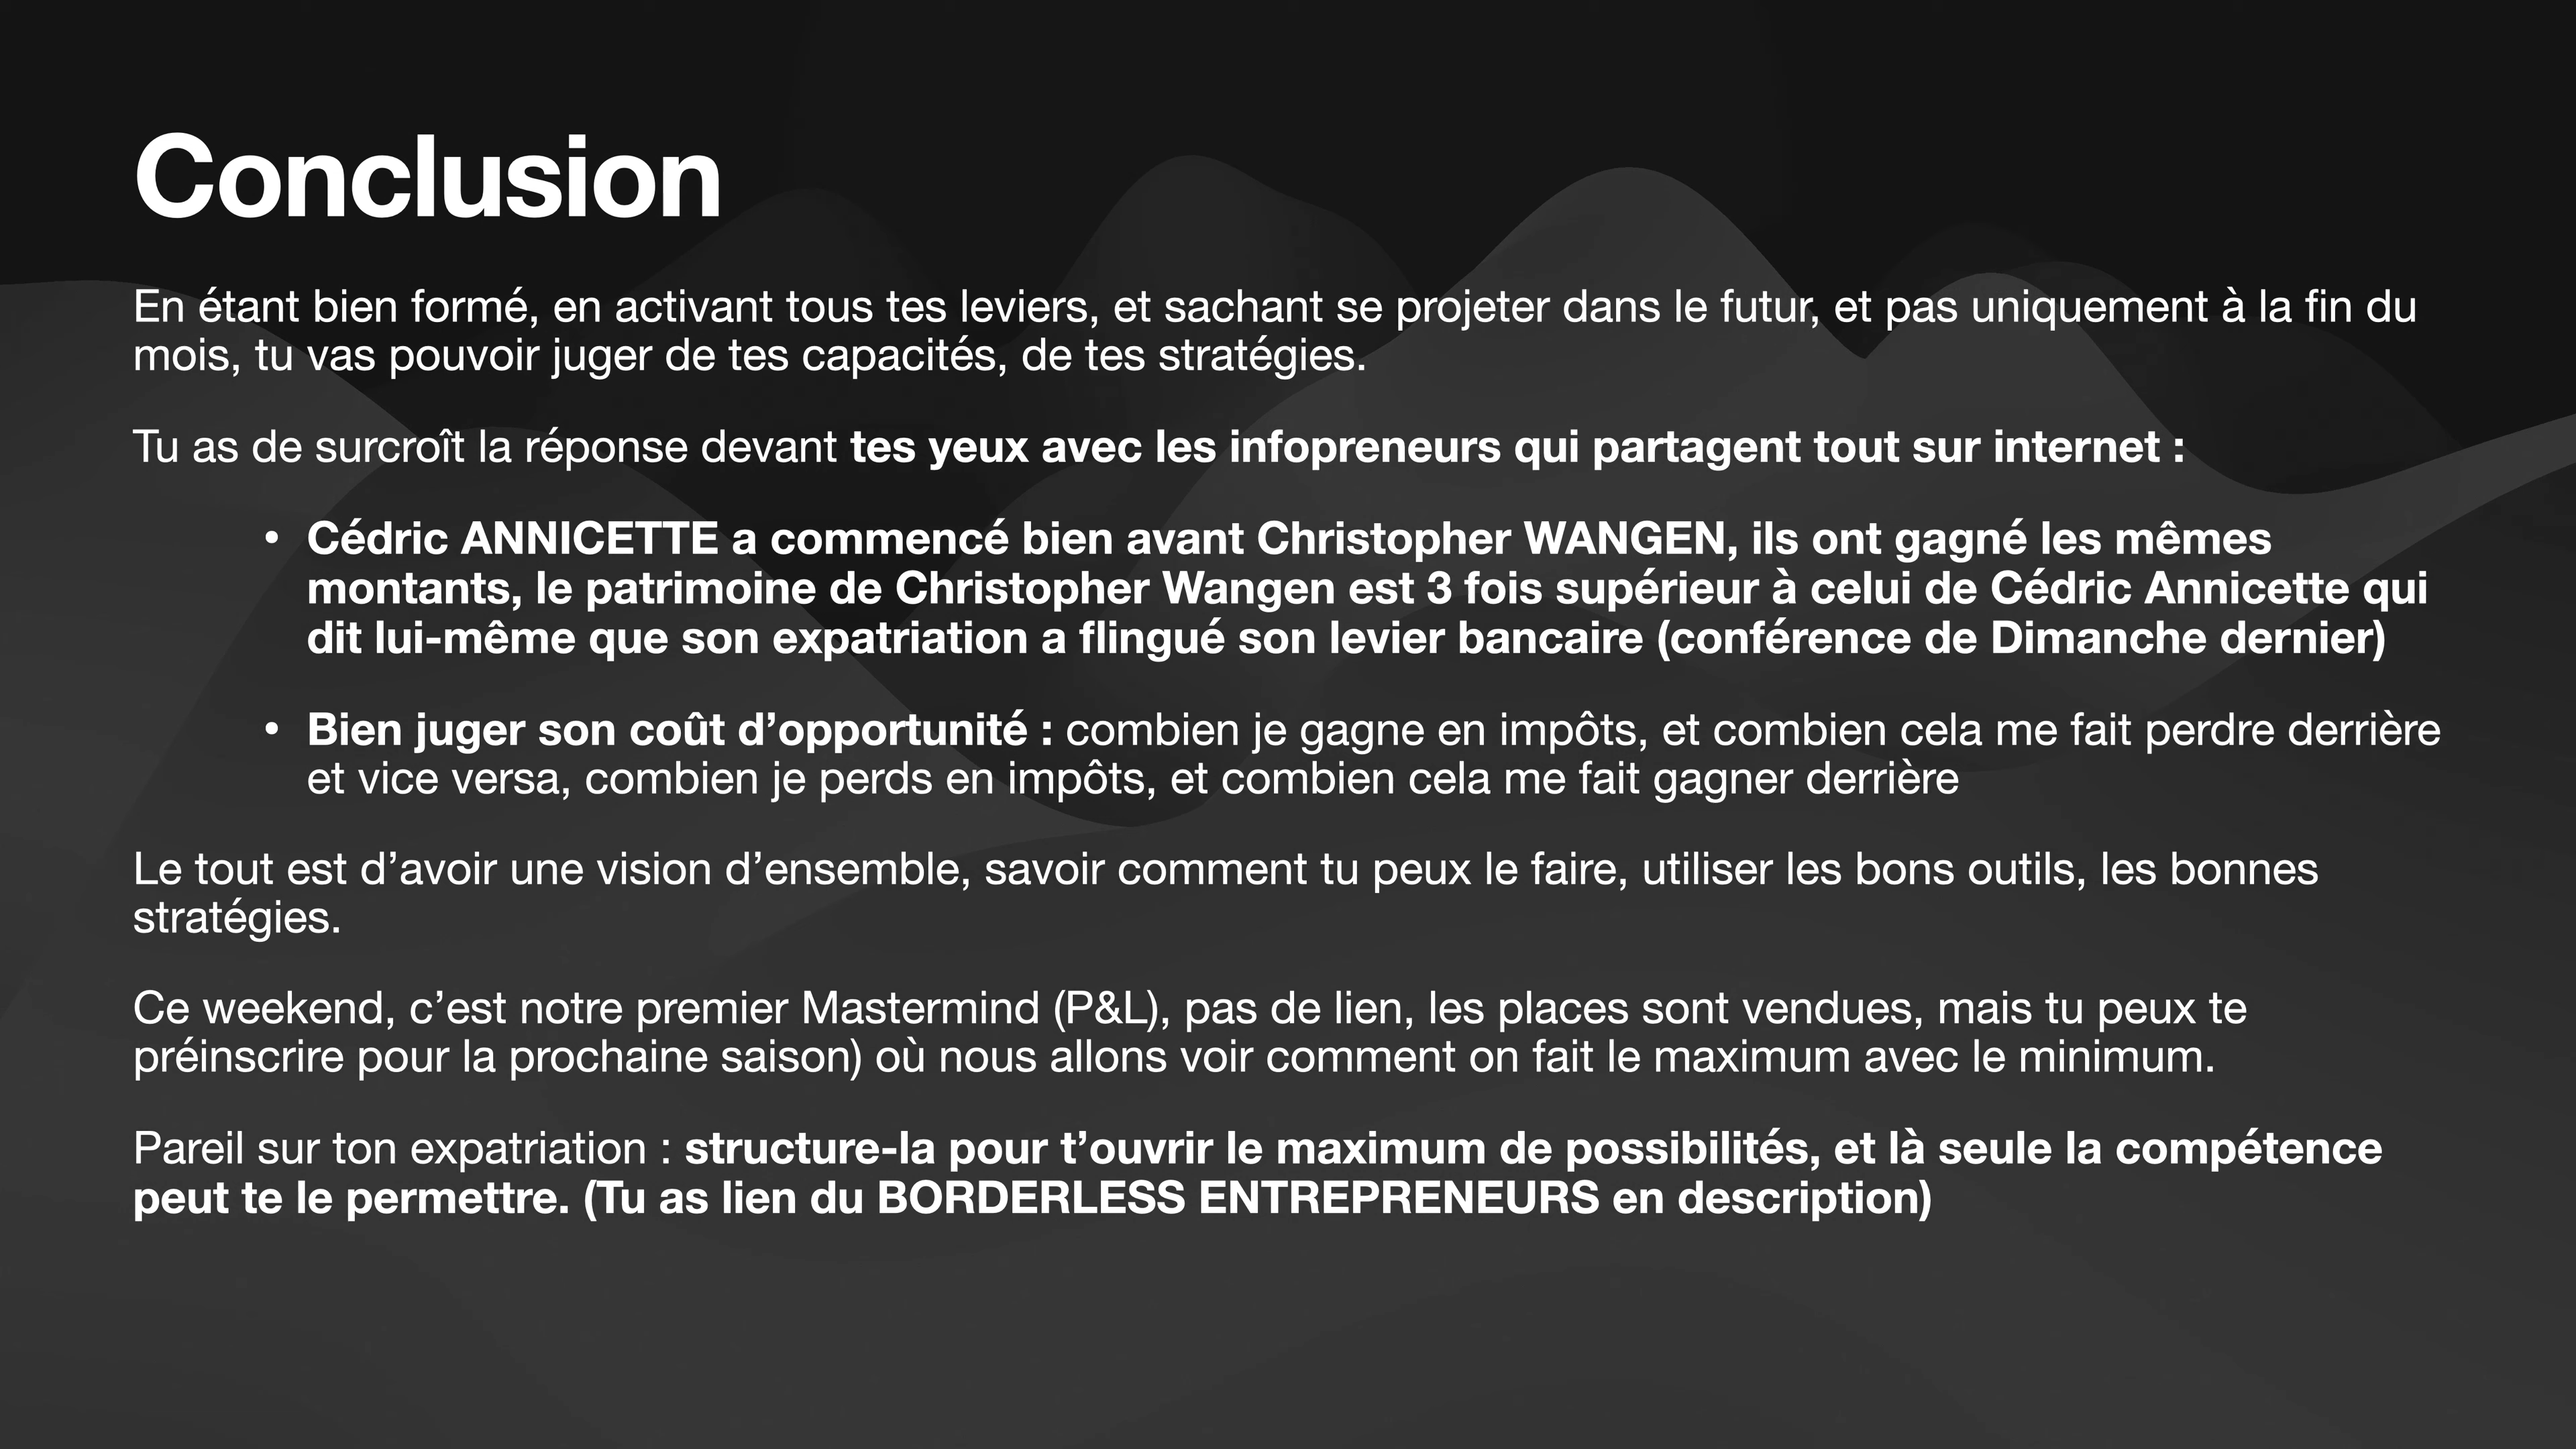 Conclusion
En étant bien formé, en activant tous tes leviers, et sachant se projeter dans le futur, et pas uniquement à la fin du
mois, tu vas pouvoir juger de tes capacités, de tes stratégies.
Tu as de surcroît la réponse devant tes yeux avec les infopreneurs qui partagent tout sur internet :
• Cédric ANNICETTE a commencé bien avant Christopher WANGEN, ils ont gagné les mêmes
montants, le patrimoine de Christopher Wangen est 3 fois supérieur à celui de Cédric Annicette qui
dit lui-même que son expatriation a flingué son levier bancaire (conférence de Dimanche dernier)
• Bien juger son coût d’opportunité : combien je gagne en impôts, et combien cela me fait perdre derrière
et vice versa, combien je perds en impôts, et combien cela me fait gagner derrière
Le tout est d’avoir une vision d’ensemble, savoir comment tu peux le faire, utiliser les bons outils, les bonnes
stratégies.
Ce weekend, c’est notre premier Mastermind (P&L), pas de lien, les places sont vendues, mais tu peux te
préinscrire pour la prochaine saison) où nous allons voir comment on fait le maximum avec le minimum.
Pareil sur ton expatriation : structure-la pour t’ouvrir le maximum de possibilités, et là seule la compétence
peut te le permettre. (Tu as lien du BORDERLESS ENTREPRENEURS en description)